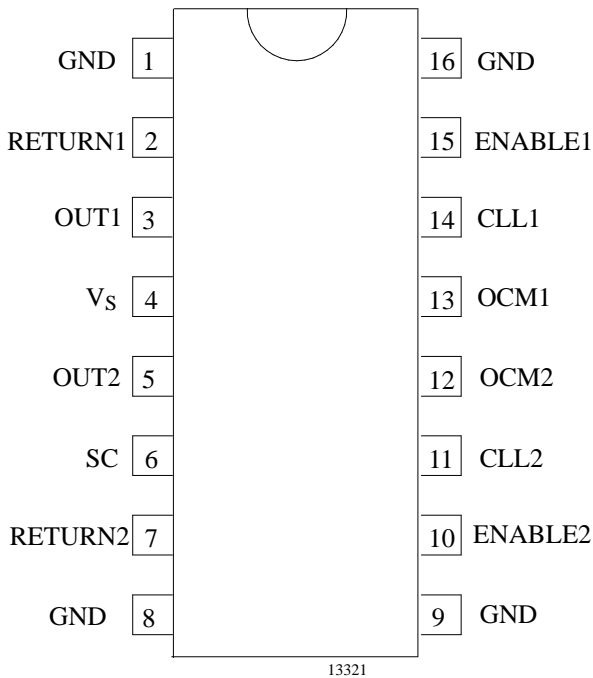 GND 1 16 GND
RETURN1 2 15 ENABLE1
OUT1 3 14 CLL1
VS 4 13 OCM1
OUT2 5 12 OCM2
SC 6 11 CLL2
RETURN2 7 10 ENABLE2
GND 8 9 GND
13321